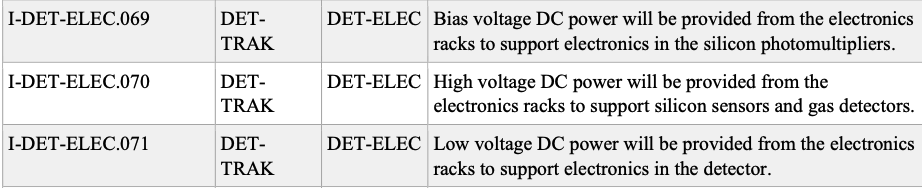 I-DET-ELEC.069 DET- DET-ELEC Bias voltage DC power will be provided from the electronics
TRAK racks to support electronics in the silicon photomultipliers.
I-DET-ELEC.070 DET- DET-ELEC High voltage DC power will be provided from the
TRAK electronics racks to support silicon sensors and gas detectors.
I-DET-ELEC.071 DET- DET-ELEC Low voltage DC power will be provided from the electronics
TRAK racks to support electronics in the detector.